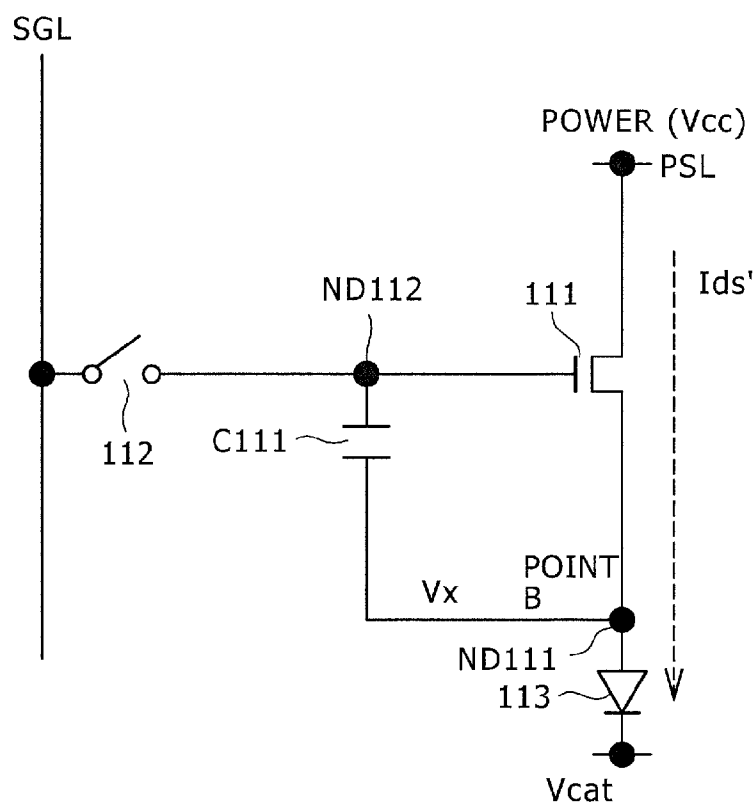 SGL
POWER (Vcc)
PSL
Ids'
ND112
111
112
C111
POINT
B
Vx
ND111
113
Vcat